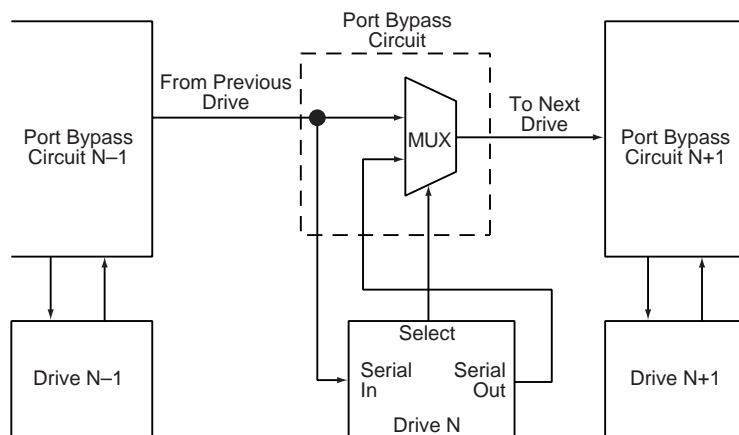 Port Bypass
Circuit
From Previous
Drive
To Next
Drive
Port Bypass
Circuit N–1
MUX
Port Bypass
Circuit N+1
Select
Drive N–1
Serial
In
Serial
Out
Drive N+1
Drive N